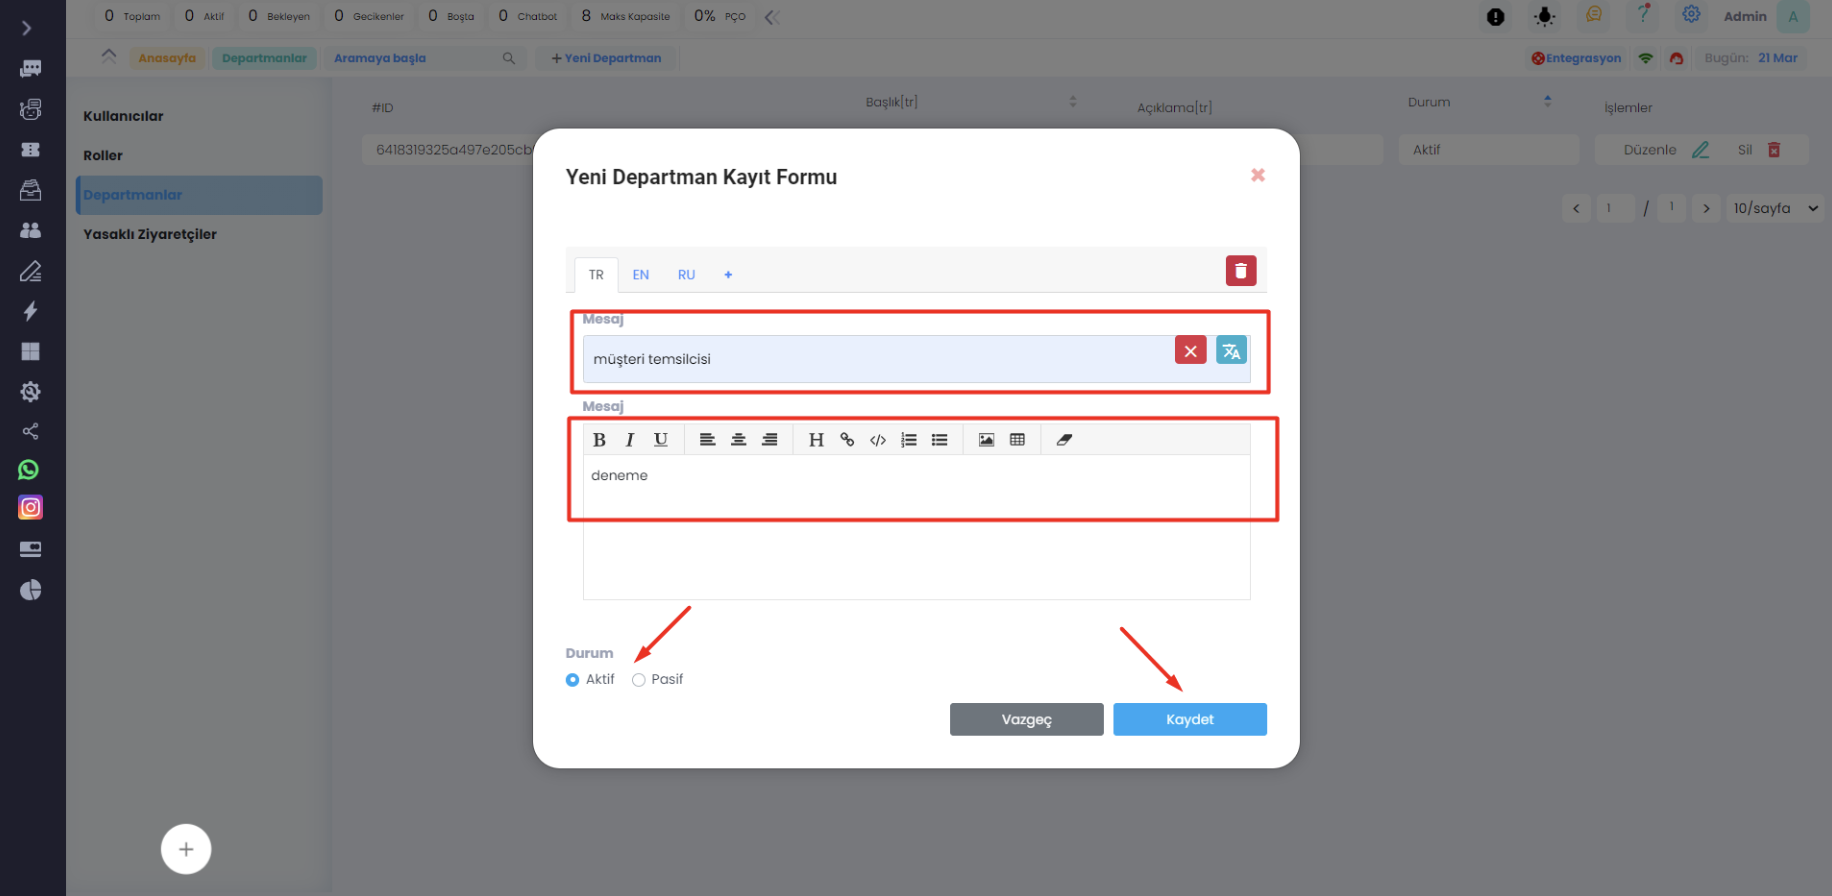 0 Toplam 0 Aktif 0 Bekleyen 0 Gecikenler 0 Boşta 0 Chatbot 8 Maks Kapasite 0% PÇO Admin A
Anasayfa Departmanlar Aramaya başla + Yeni Departman Entegrasyon Bugün: 21 Mar
Kullanıcılar
Roller
Departmanlar
Yasaklı Ziyaretçiler
#ID Başlık[tr] Açıklama[tr] Durum İşlemler
6418319325a497e205cb Aktif Düzenle Sil
< 1 / 1 > 10/sayfa
Yeni Departman Kayıt Formu
TR EN RU +
Mesaj
müşteri temsilcisi
Mesaj
B I U H
deneme
Durum
Aktif Pasif
Vazgeç Kaydet